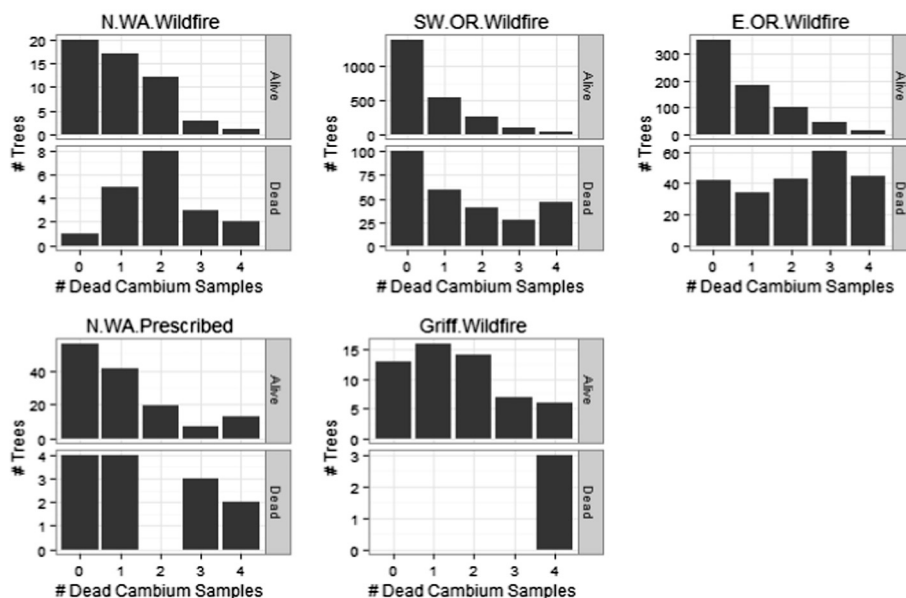 N.WA.Wildfire
# Trees
20
15
10
5
0
Alive
8
6
4
2
0
Dead
0 1 2 3 4
# Dead Cambium Samples
SW.OR.Wildfire
# Trees
1000
500
0
Alive
100
75
50
25
0
Dead
0 1 2 3 4
# Dead Cambium Samples
E.OR.Wildfire
# Trees
300
200
100
0
Alive
60
40
20
0
Dead
0 1 2 3 4
# Dead Cambium Samples
N.WA.Prescribed
# Trees
40
20
0
Alive
4
3
2
1
0
Dead
0 1 2 3 4
# Dead Cambium Samples
Griff.Wildfire
# Trees
15
10
5
0
Alive
3
2
1
0
Dead
0 1 2 3 4
# Dead Cambium Samples